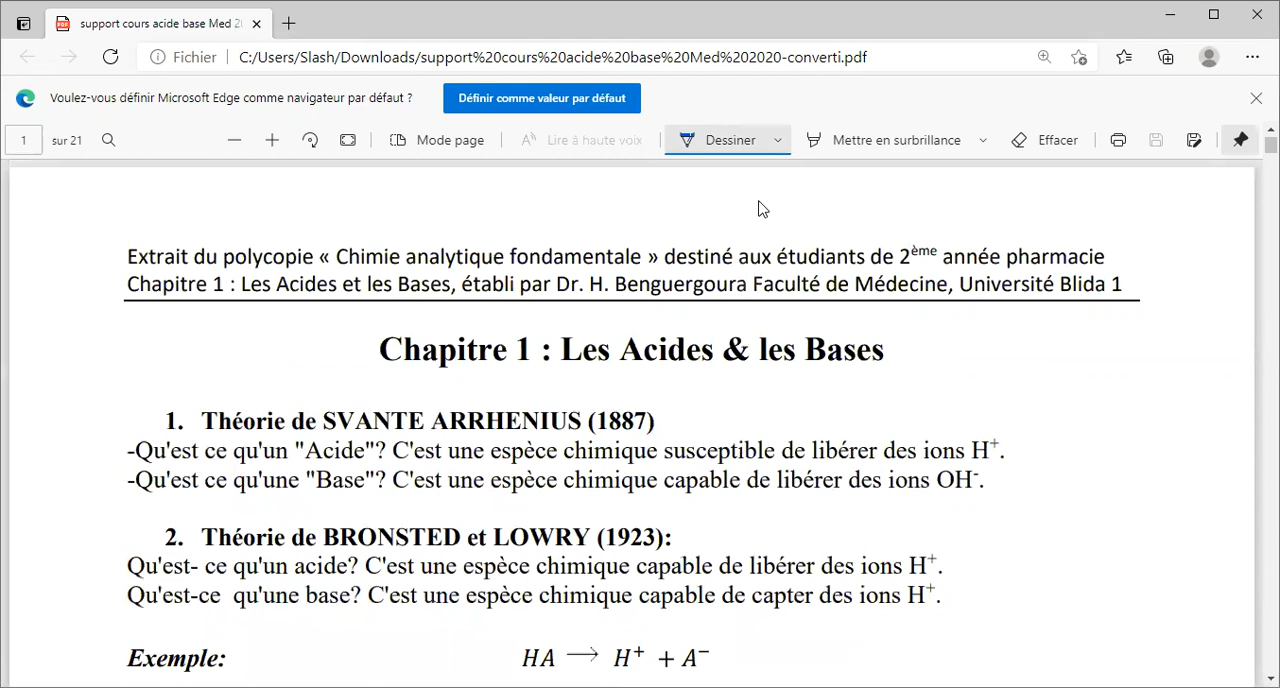 support cours acide base Med 2
Fichier C:/Users/Slash/Downloads/support%20cours%20acide%20base%20Med%202020-converti.pdf
Voulez-vous définir Microsoft Edge comme navigateur par défaut ? Définir comme valeur par défaut
1 sur 21 Mode page Lire à haute voix Dessiner Mettre en surbrillance Effacer
Extrait du polycopie « Chimie analytique fondamentale » destiné aux étudiants de 2ème année pharmacie
Chapitre 1 : Les Acides et les Bases, établi par Dr. H. Benguergoura Faculté de Médecine, Université Blida 1
Chapitre 1 : Les Acides & les Bases
1. Théorie de SVANTE ARRHENIUS (1887)
-Qu'est ce qu'un "Acide"? C'est une espèce chimique susceptible de libérer des ions H⁺.
-Qu'est ce qu'une "Base"? C'est une espèce chimique capable de libérer des ions OH⁻.
2. Théorie de BRONSTED et LOWRY (1923):
Qu'est- ce qu'un acide? C'est une espèce chimique capable de libérer des ions H⁺.
Qu'est-ce qu'une base? C'est une espèce chimique capable de capter des ions H⁺.
Exemple: HA → H⁺ + A⁻